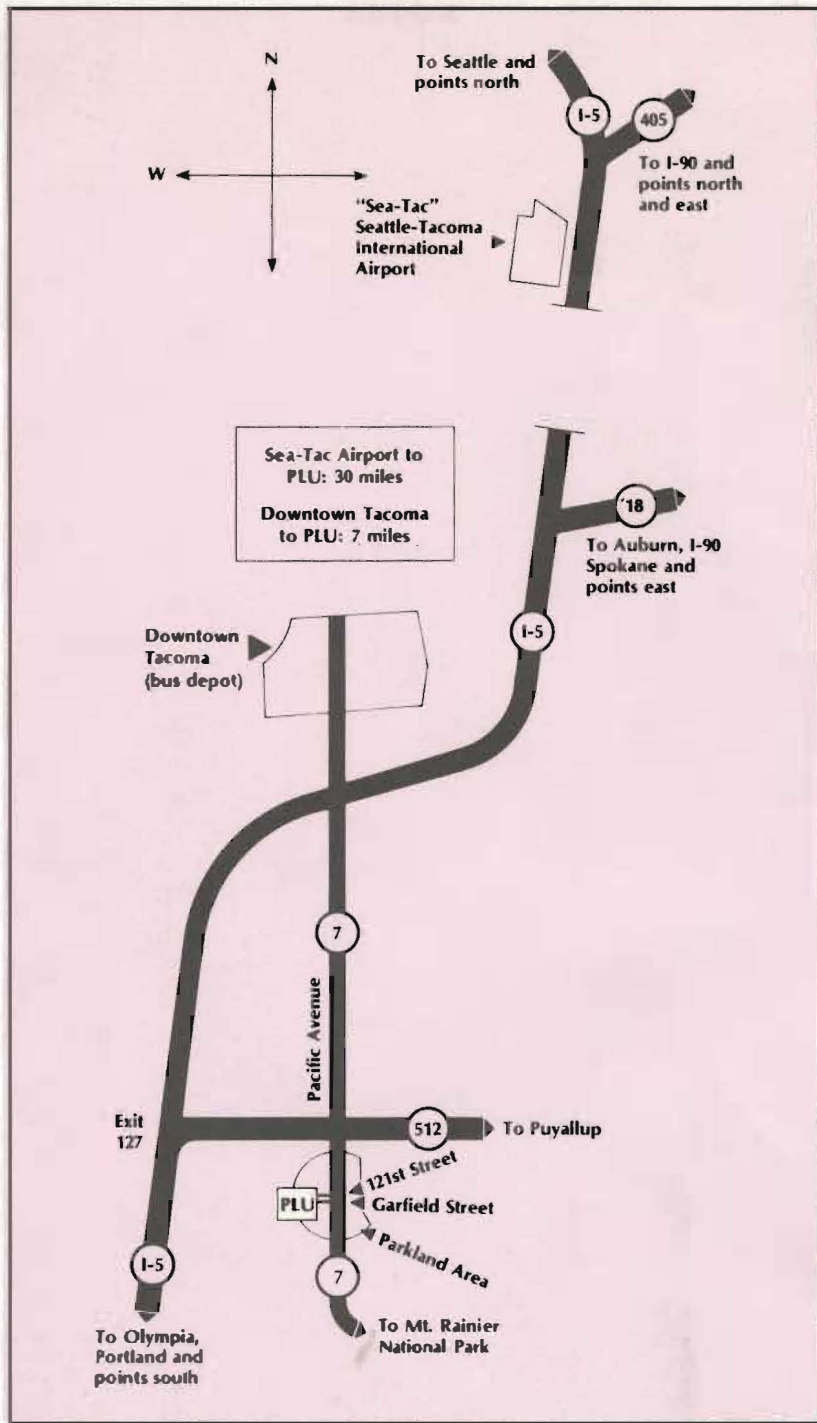 N
W
To Seattle and
points north
I-5
405
To I-90 and
points north
and east
"Sea-Tac"
Seattle-Tacoma
International
Airport
Sea-Tac Airport to
PLU: 30 miles
Downtown Tacoma
to PLU: 7 miles
18
To Auburn, I-90
Spokane and
points east
I-5
Downtown
Tacoma
(bus depot)
7
Pacific Avenue
Exit
127
512
To Puyallup
121st Street
PLU
Garfield Street
Parkland Area
I-5
7
To Olympia,
Portland and
points south
To Mt. Rainier
National Park